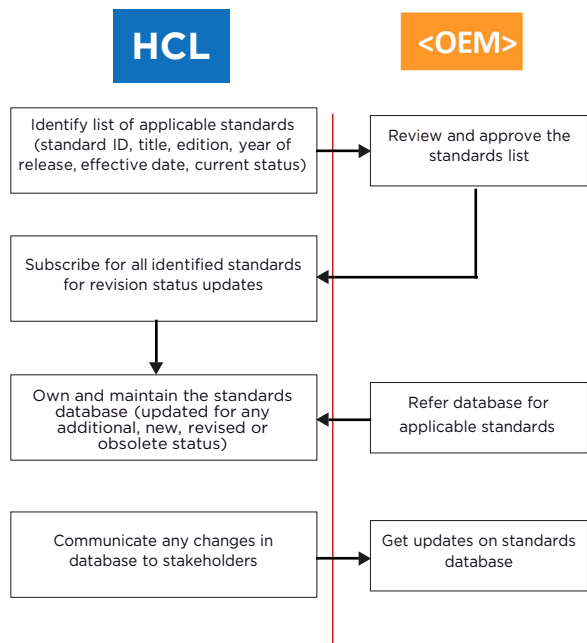 HCL
<OEM>
Identify list of applicable standards
(standard ID, title, edition, year of
release, effective date, current status)
Review and approve the
standards list
Subscribe for all identified standards
for revision status updates
Own and maintain the standards
database (updated for any
additional, new, revised or
obsolete status)
Refer database for
applicable standards
Communicate any changes in
database to stakeholders
Get updates on standards
database